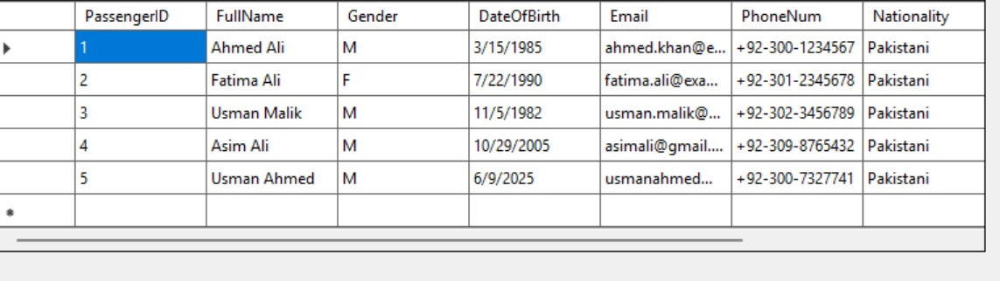 PassengerID FullName Gender DateOfBirth Email PhoneNum Nationality
1 Ahmed Ali M 3/15/1985 ahmed.khan@e... +92-300-1234567 Pakistani
2 Fatima Ali F 7/22/1990 fatima.ali@exa... +92-301-2345678 Pakistani
3 Usman Malik M 11/5/1982 usman.malik@... +92-302-3456789 Pakistani
4 Asim Ali M 10/29/2005 asimali@gmail.... +92-309-8765432 Pakistani
5 Usman Ahmed M 6/9/2025 usmanahmed... +92-300-7327741 Pakistani